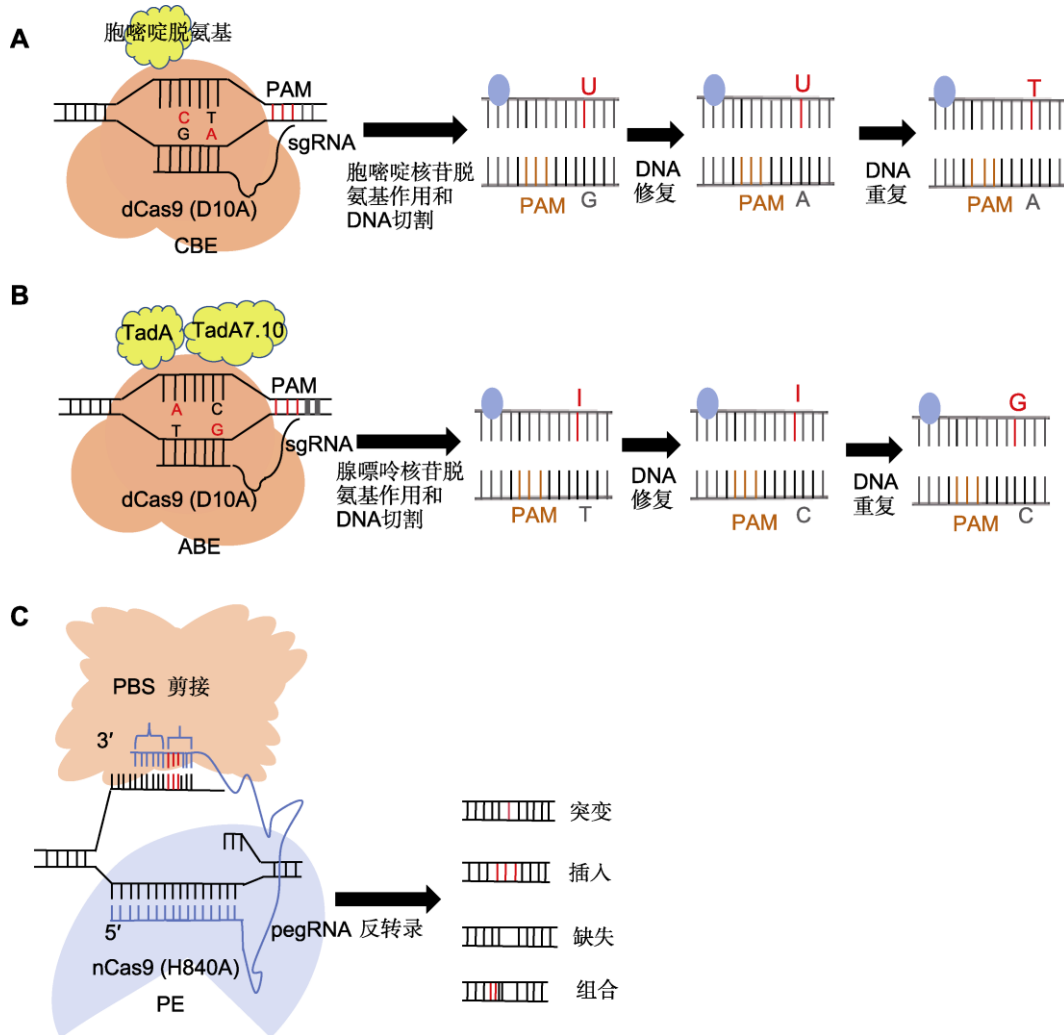 A
胞嘧啶脱氨基
PAM
C T
G A
sgRNA
dCas9 (D10A)
CBE
胞嘧啶核苷脱
氨基作用和
DNA切割
U
PAM G
DNA
修复
U
PAM A
DNA
重复
T
PAM A
B
TadA TadA7.10
PAM
A C
T G
sgRNA
dCas9 (D10A)
ABE
腺嘌呤核苷脱
氨基作用和
DNA切割
I
PAM T
DNA
修复
I
PAM C
DNA
重复
G
PAM C
C
PBS 剪接
3′
5′
nCas9 (H840A)
PE
pegRNA 反转录
突变
插入
缺失
组合